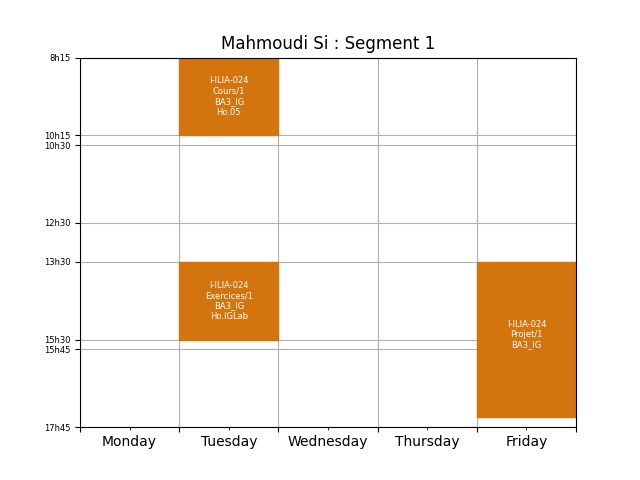 Mahmoudi Si : Segment 1
8h15
I-ILIA-024
Cours/1
BA3_IG
Ho.05
10h15
10h30
12h30
13h30
I-ILIA-024
Exercices/1
BA3_IG
Ho.IGLab
I-ILIA-024
Projet/1
BA3_IG
15h30
15h45
17h45
Monday Tuesday Wednesday Thursday Friday